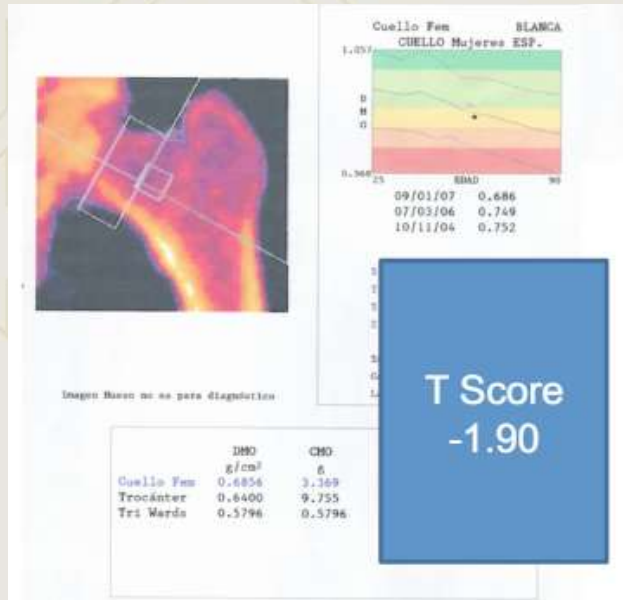 Cuello Fem BLANCA
CUELLO Mujeres ESP.
1.057
D
M
O
25 EDAD 90
09/01/07 0.686
07/03/06 0.749
10/11/04 0.752
T Score
-1.90
Imagen Hueso no es para diagnóstico
DMO CMO
g/cm² g
Cuello Fem 0.6856 3.369
Trocánter 0.6400 9.755
Tri Wards 0.5796 0.5796